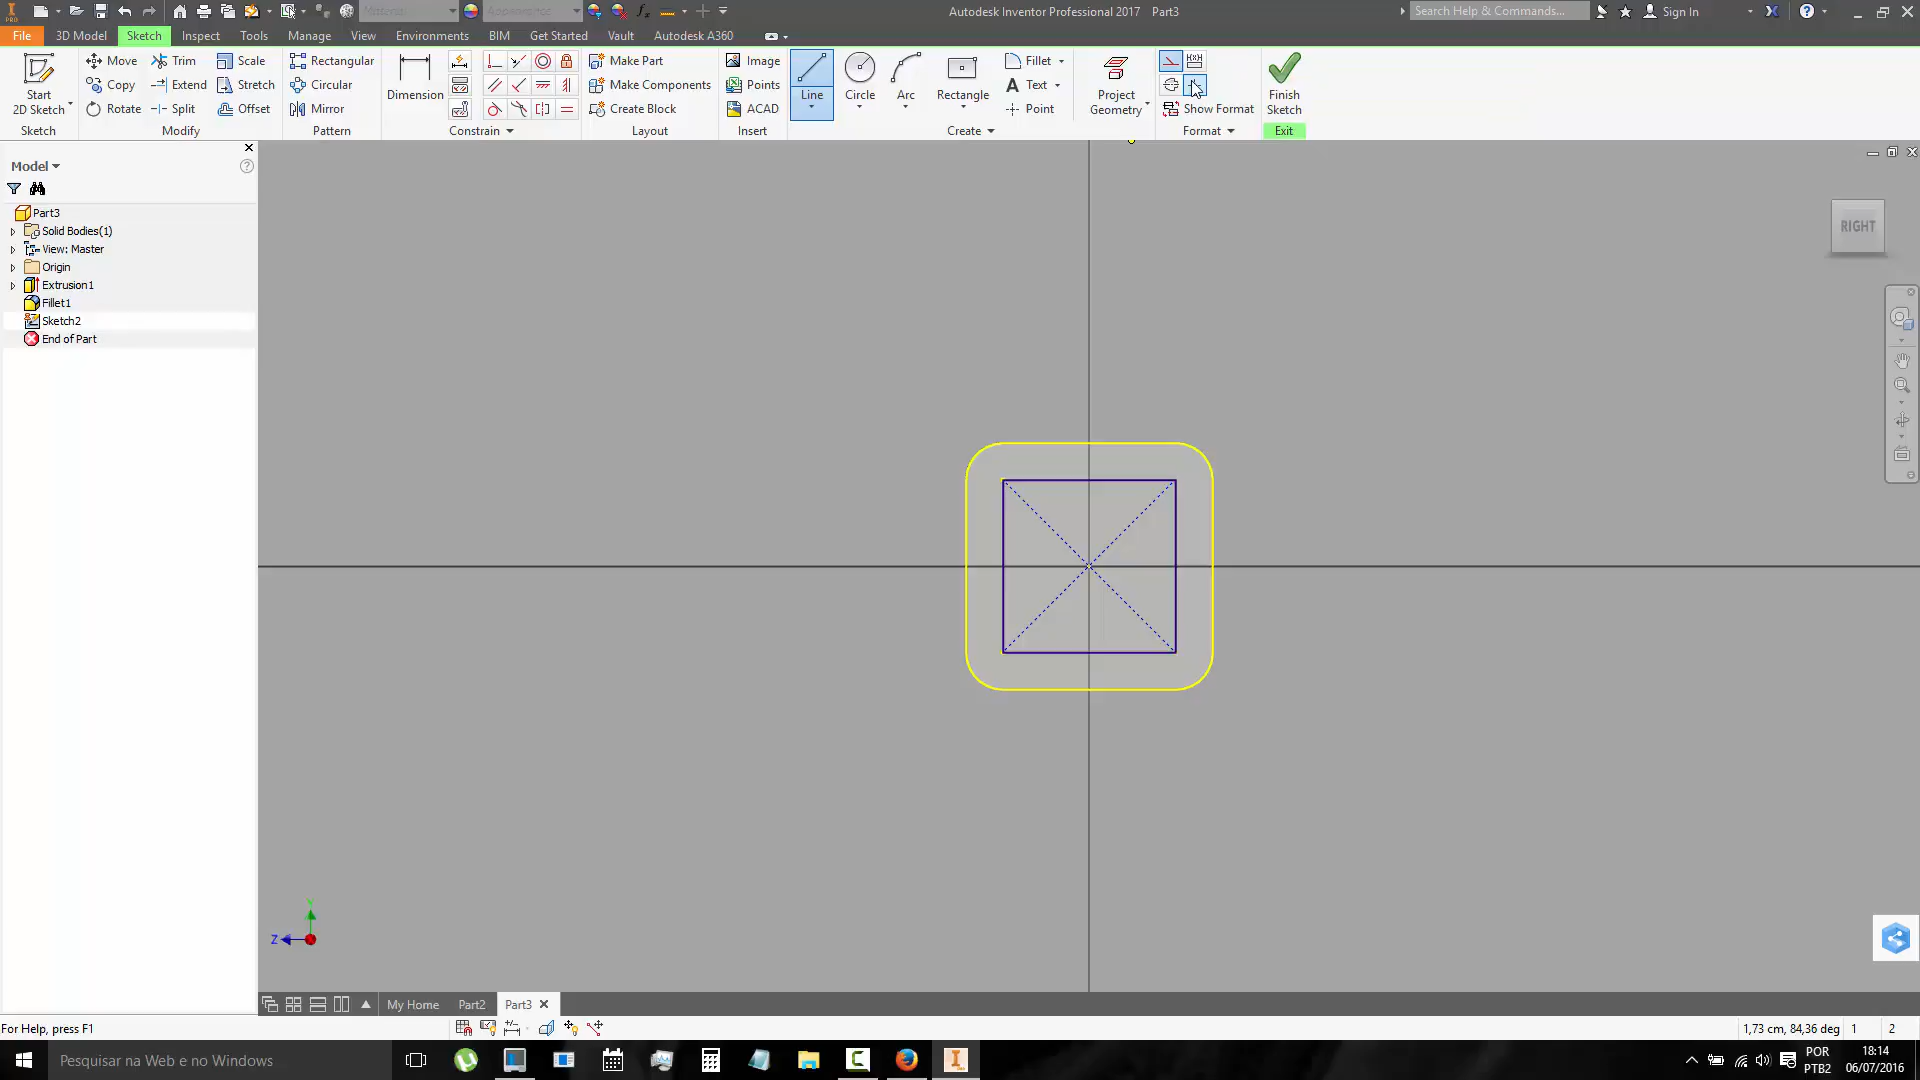 PRO
Material
Appearance
fx
Autodesk Inventor Professional 2017 Part3
Search Help & Commands...
Sign In
File 3D Model Sketch Inspect Tools Manage View Environments BIM Get Started Vault Autodesk A360
Start
2D Sketch
Sketch
Move Trim Scale
Copy Extend Stretch
Rotate Split Offset
Modify
Rectangular
Circular
Mirror
Pattern
Dimension
Constrain
Make Part
Make Components
Create Block
Layout
Image
Points
ACAD
Insert
Line Circle Arc Rectangle
Fillet
Text
Point
Create
Project
Geometry
Show Format
Format
Finish
Sketch
Exit
Model
Part3
Solid Bodies(1)
View: Master
Origin
Extrusion1
Fillet1
Sketch2
End of Part
RIGHT
Y
Z
My Home Part2 Part3
For Help, press F1
1,73 cm, 84,36 deg 1 2
Pesquisar na Web e no Windows
POR
PTB2
18:14
06/07/2016